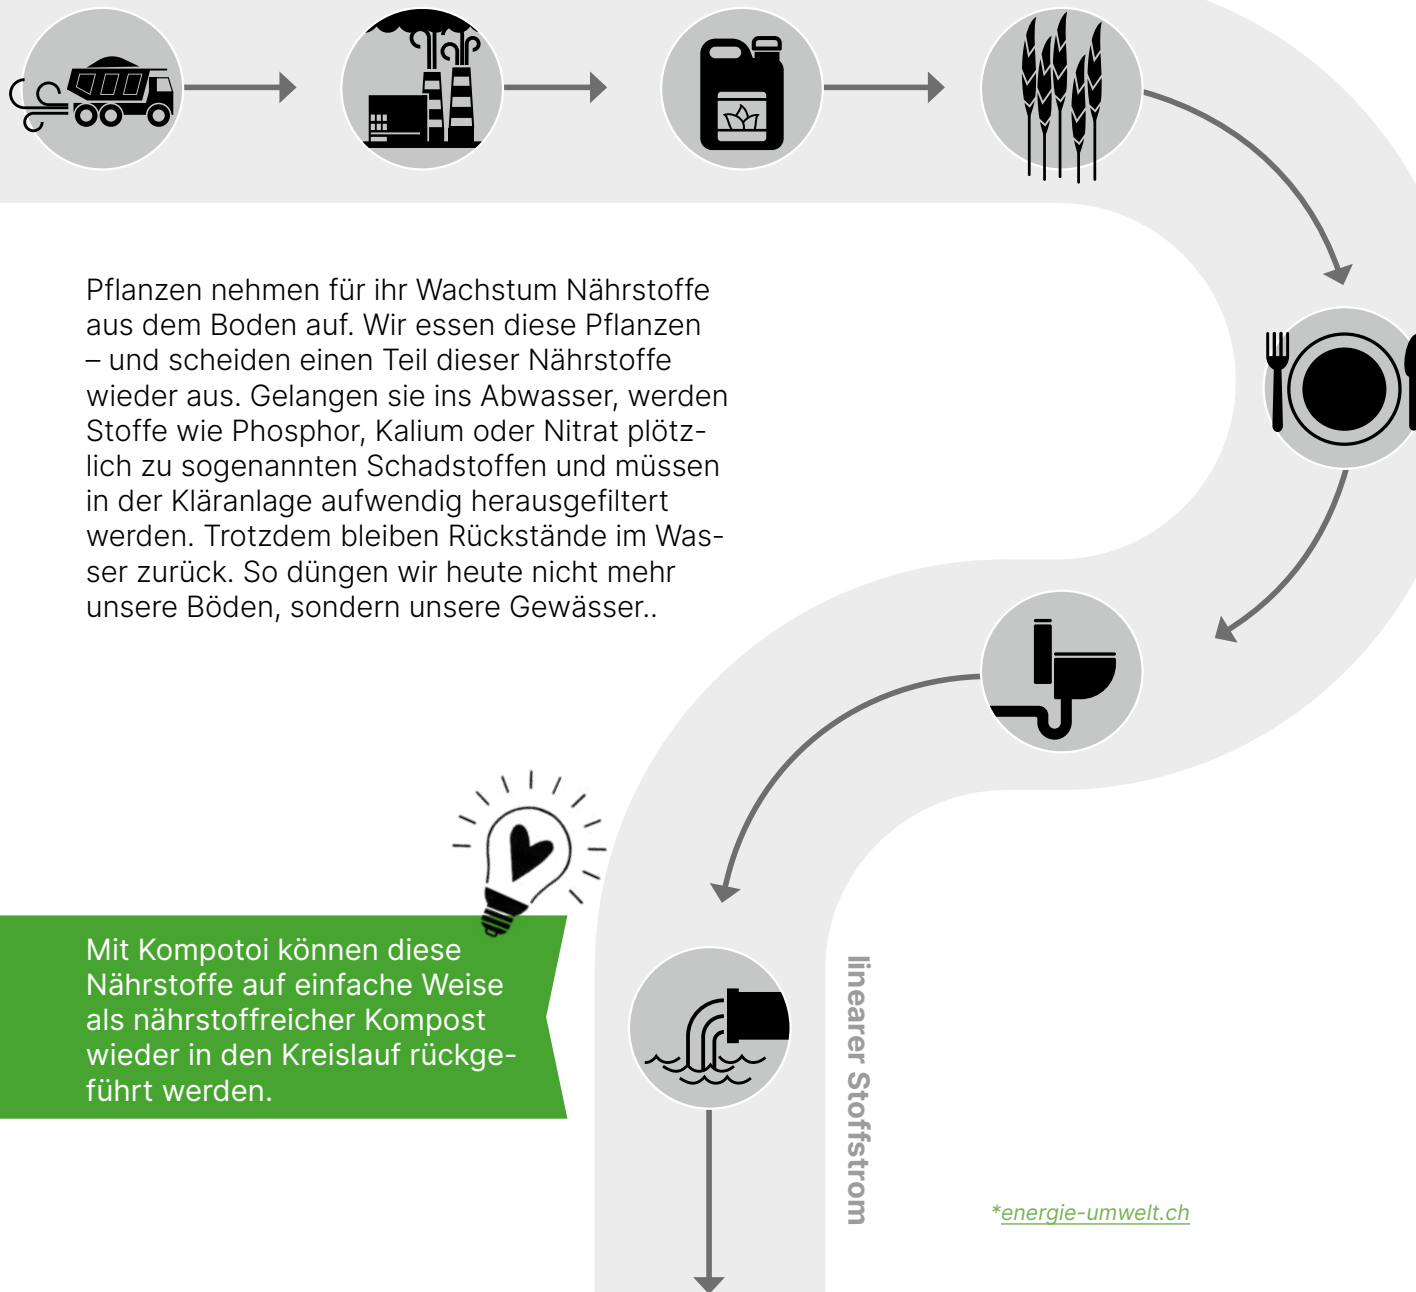 Pflanzen nehmen für ihr Wachstum Nährstoffe
aus dem Boden auf. Wir essen diese Pflanzen
– und scheiden einen Teil dieser Nährstoffe
wieder aus. Gelangen sie ins Abwasser, werden
Stoffe wie Phosphor, Kalium oder Nitrat plötz-
lich zu sogenannten Schadstoffen und müssen
in der Kläranlage aufwendig herausgefiltert
werden. Trotzdem bleiben Rückstände im Was-
ser zurück. So düngen wir heute nicht mehr
unsere Böden, sondern unsere Gewässer..
Mit Kompotoi können diese
Nährstoffe auf einfache Weise
als nährstoffreicher Kompost
wieder in den Kreislauf rückge-
führt werden.
linearer Stoffstrom
*energie-umwelt.ch